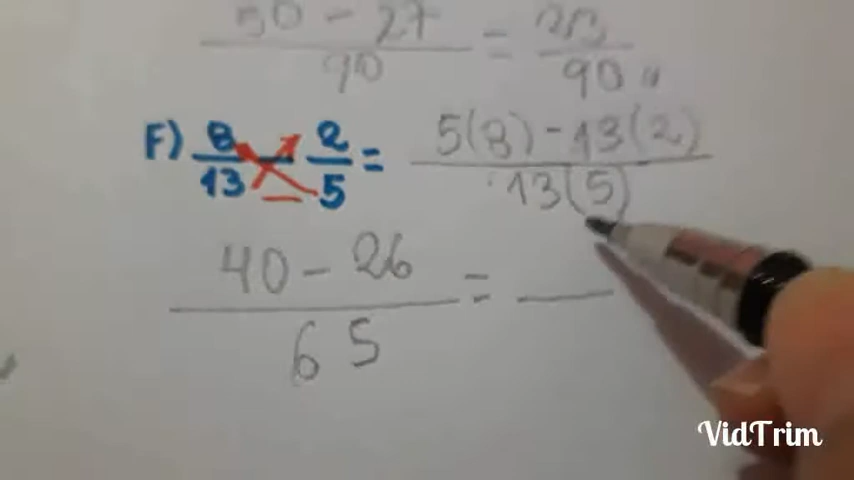 50 - 27 = 23
90 90 "
F) 8/13 - 2/5 = 5(8) - 13(2)
13(5)
40 - 26 =
65
VidTrim